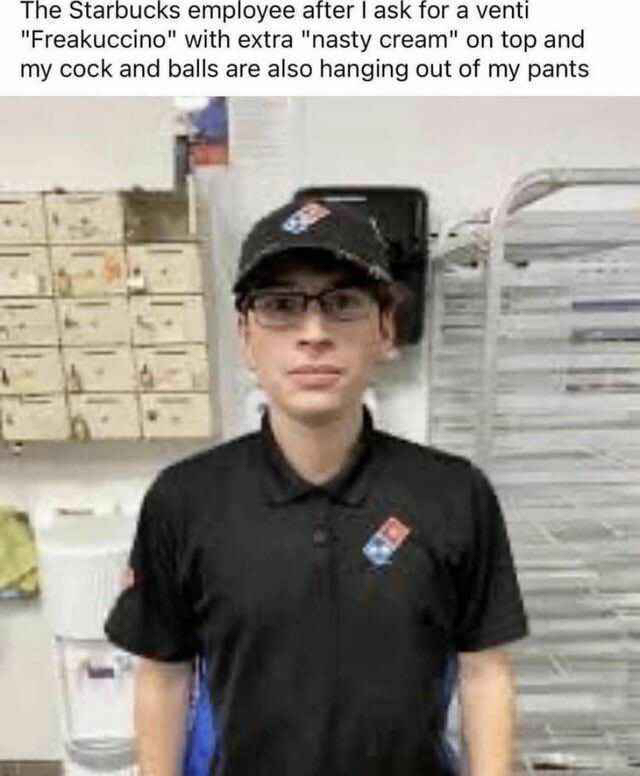 The Starbucks employee after I ask for a venti
"Freakuccino" with extra "nasty cream" on top and
my cock and balls are also hanging out of my pants